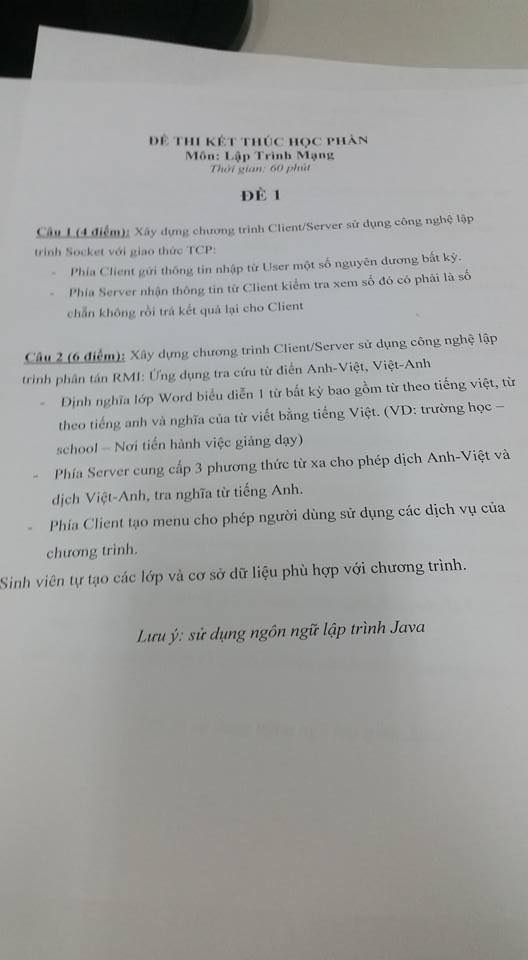 ĐỀ THI KẾT THÚC HỌC PHẦN
Môn: Lập Trình Mạng
Thời gian: 60 phút
ĐỀ 1
Câu 1 (4 điểm): Xây dựng chương trình Client/Server sử dụng công nghệ lập
trình Socket với giao thức TCP:
- Phía Client gửi thông tin nhập từ User một số nguyên dương bất kỳ.
- Phía Server nhận thông tin từ Client kiểm tra xem số đó có phải là số
chẵn không rồi trả kết quả lại cho Client
Câu 2 (6 điểm): Xây dựng chương trình Client/Server sử dụng công nghệ lập
trình phân tán RMI: Ứng dụng tra cứu từ điển Anh-Việt, Việt-Anh
- Định nghĩa lớp Word biểu diễn 1 từ bất kỳ bao gồm từ theo tiếng việt, từ
theo tiếng anh và nghĩa của từ viết bằng tiếng Việt. (VD: trường học –
school – Nơi tiến hành việc giảng dạy)
- Phía Server cung cấp 3 phương thức từ xa cho phép dịch Anh-Việt và
dịch Việt-Anh, tra nghĩa từ tiếng Anh.
- Phía Client tạo menu cho phép người dùng sử dụng các dịch vụ của
chương trình.
Sinh viên tự tạo các lớp và cơ sở dữ liệu phù hợp với chương trình.
Lưu ý: sử dụng ngôn ngữ lập trình Java